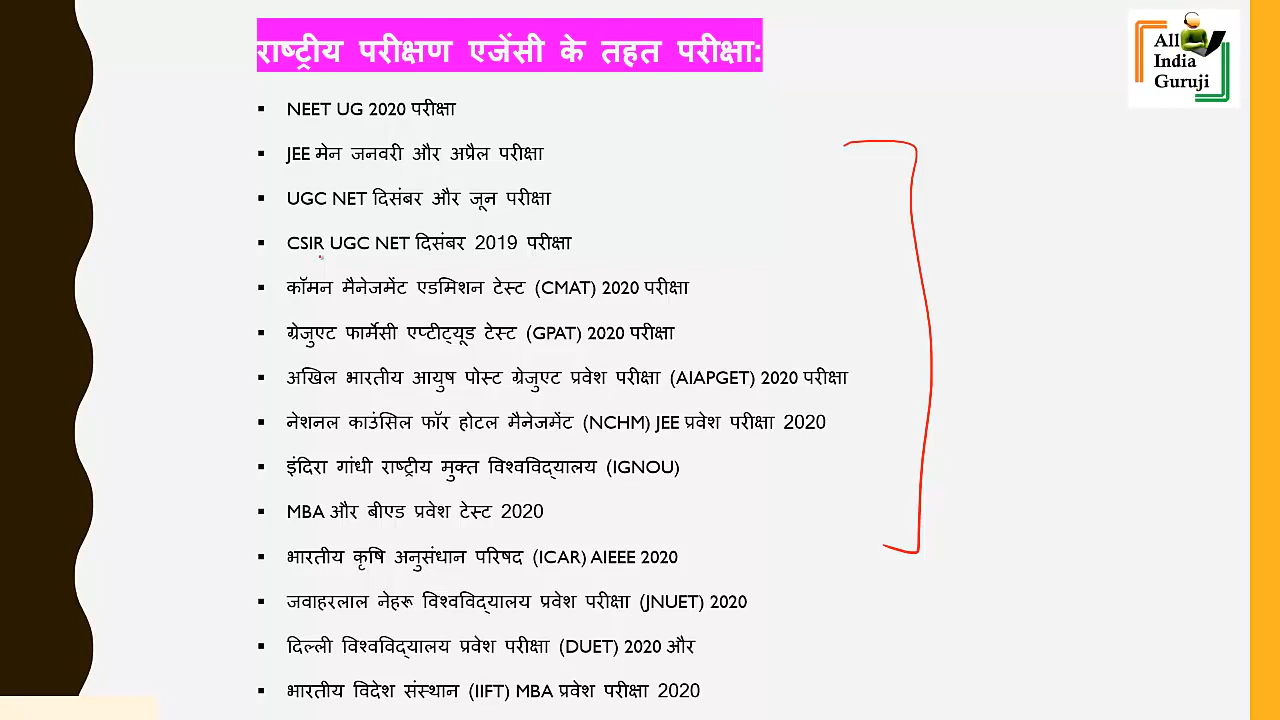 राष्ट्रीय परीक्षण एजेंसी के तहत परीक्षा:
All
India
Guruji
▪ NEET UG 2020 परीक्षा
▪ JEE मेन जनवरी और अप्रैल परीक्षा
▪ UGC NET दिसंबर और जून परीक्षा
▪ CSIR UGC NET दिसंबर 2019 परीक्षा
▪ कॉमन मैनेजमेंट एडमिशन टेस्ट (CMAT) 2020 परीक्षा
▪ ग्रेजुएट फार्मेसी एप्टीट्यूड टेस्ट (GPAT) 2020 परीक्षा
▪ अखिल भारतीय आयुष पोस्ट ग्रेजुएट प्रवेश परीक्षा (AIAPGET) 2020 परीक्षा
▪ नेशनल काउंसिल फॉर होटल मैनेजमेंट (NCHM) JEE प्रवेश परीक्षा 2020
▪ इंदिरा गांधी राष्ट्रीय मुक्त विश्वविद्यालय (IGNOU)
▪ MBA और बीएड प्रवेश टेस्ट 2020
▪ भारतीय कृषि अनुसंधान परिषद (ICAR) AIEEE 2020
▪ जवाहरलाल नेहरू विश्वविद्यालय प्रवेश परीक्षा (JNUET) 2020
▪ दिल्ली विश्वविद्यालय प्रवेश परीक्षा (DUET) 2020 और
▪ भारतीय विदेश संस्थान (IIFT) MBA प्रवेश परीक्षा 2020